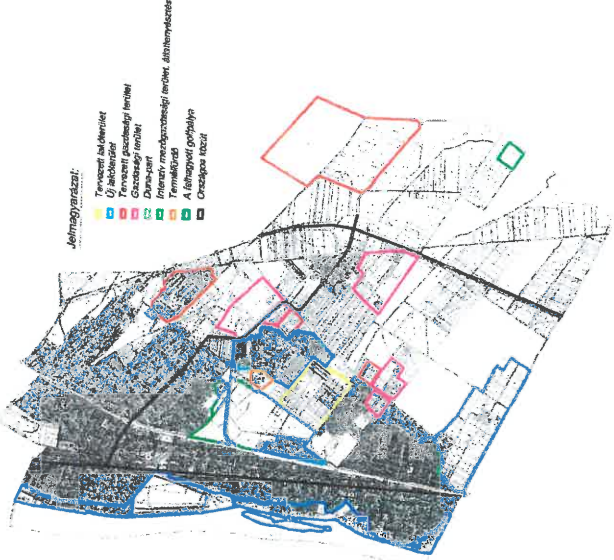 Jelmagyarázat:
Tervezett lakóterület
Új lakóterület
Tervezett gazdasági terület
Gazdasági terület
Duna-part
Intenzív mezőgazdasági terület, állattenyésztés
Termálfürdő
A felhagyott golfpálya
Országos közút